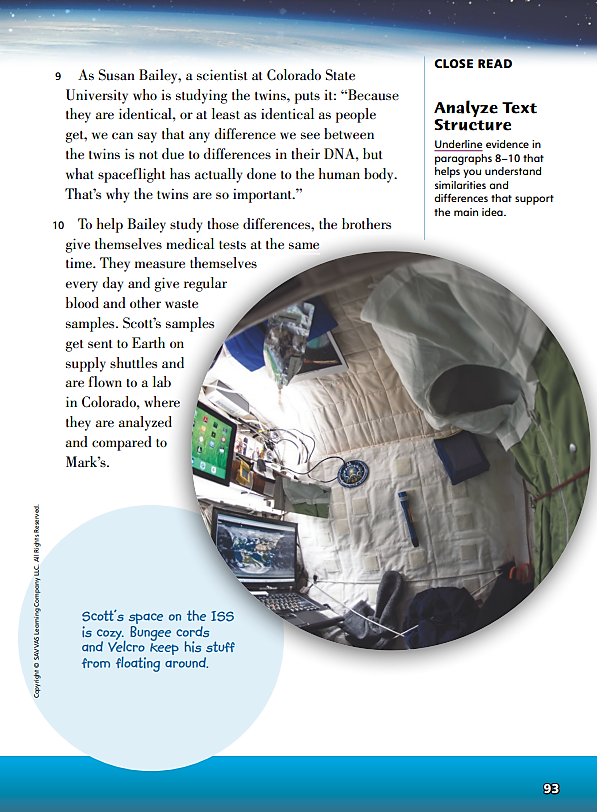 9 As Susan Bailey, a scientist at Colorado State
University who is studying the twins, puts it: “Because
they are identical, or at least as identical as people
get, we can say that any difference we see between
the twins is not due to differences in their DNA, but
what spaceflight has actually done to the human body.
That’s why the twins are so important.”
10 To help Bailey study those differences, the brothers
give themselves medical tests at the same
time. They measure themselves
every day and give regular
blood and other waste
samples. Scott’s samples
get sent to Earth on
supply shuttles and
are flown to a lab
in Colorado, where
they are analyzed
and compared to
Mark’s.
CLOSE READ
Analyze Text
Structure
Underline evidence in
paragraphs 8–10 that
helps you understand
similarities and
differences that support
the main idea.
Scott’s space on the ISS
is cozy. Bungee cords
and Velcro keep his stuff
from floating around.
Copyright © SAVVAS Learning Company LLC. All Rights Reserved.
93